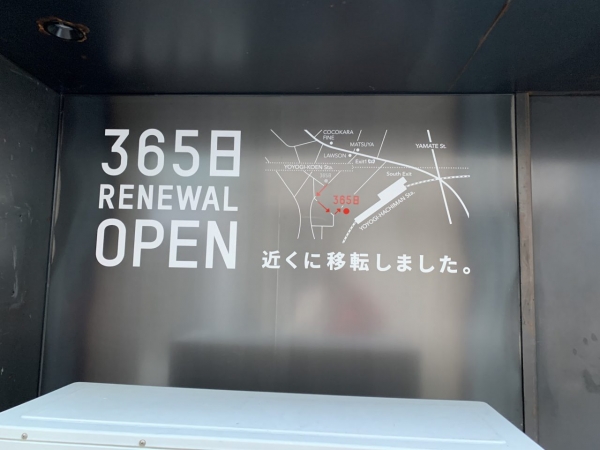 365日
RENEWAL
OPEN
COCOKARA
FINE
MATSUYA
LAWSON
YAMATE St.
YOYOGI-KOEN Sta.
South Exit
365日
YOYOGI-HACHIMAN Sta.
近くに移転しました。